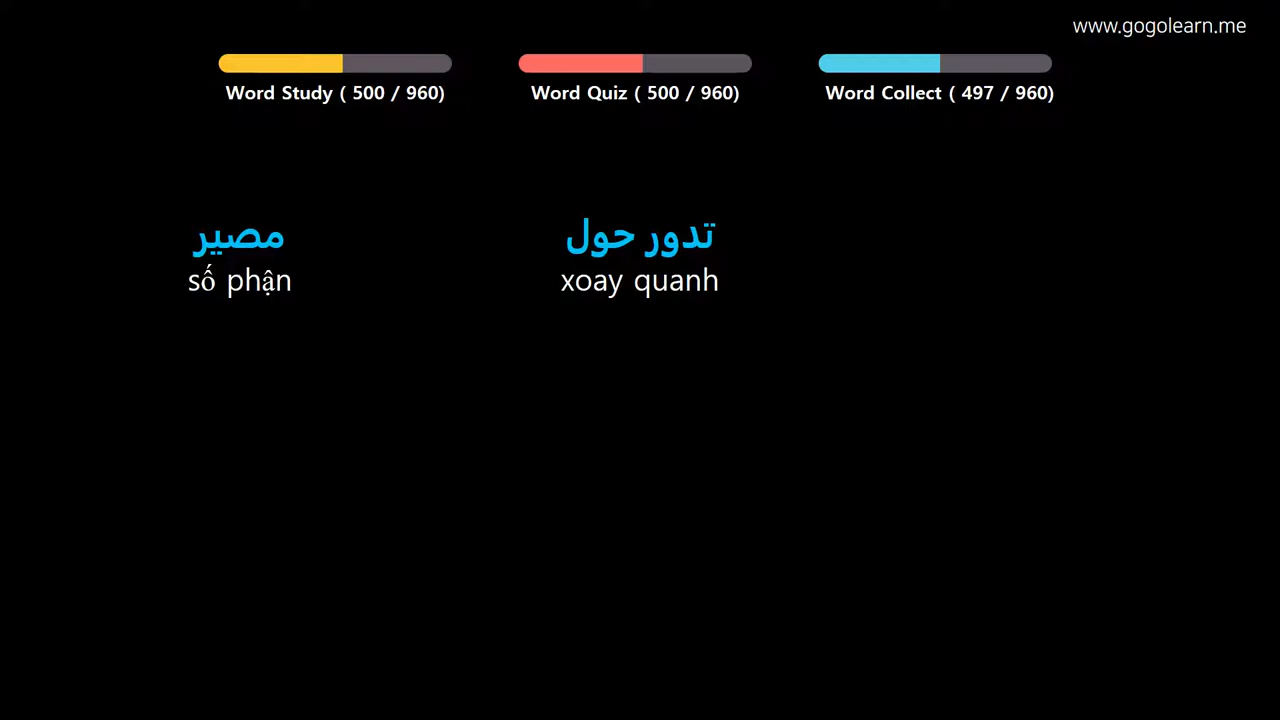 www.gogolearn.me
Word Study ( 500 / 960)
Word Quiz ( 500 / 960)
Word Collect ( 497 / 960)
مصير
số phận
تدور حول
xoay quanh